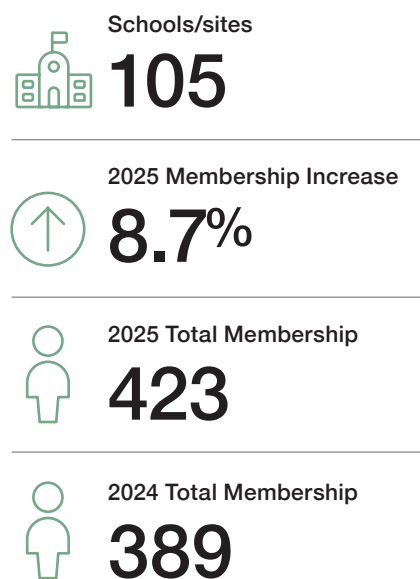 Schools/sites
105
2025 Membership Increase
8.7%
2025 Total Membership
423
2024 Total Membership
389